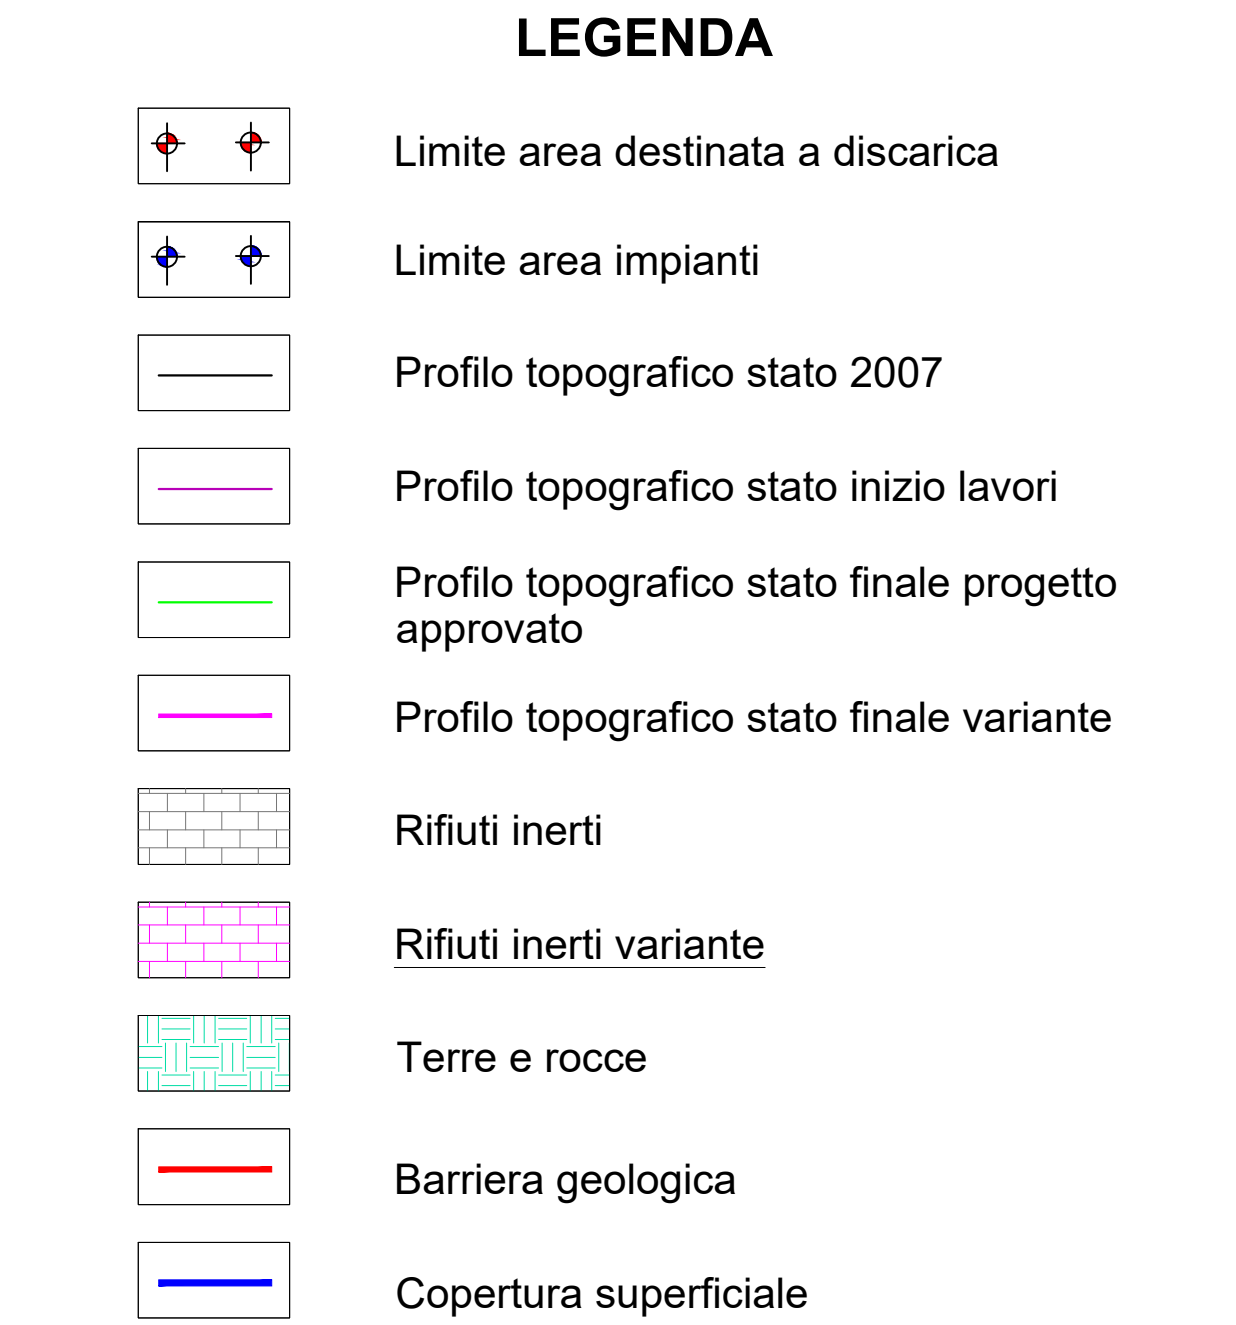 LEGENDA
Limite area destinata a discarica
Limite area impianti
Profilo topografico stato 2007
Profilo topografico stato inizio lavori
Profilo topografico stato finale progetto
approvato
Profilo topografico stato finale variante
Rifiuti inerti
Rifiuti inerti variante
Terre e rocce
Barriera geologica
Copertura superficiale